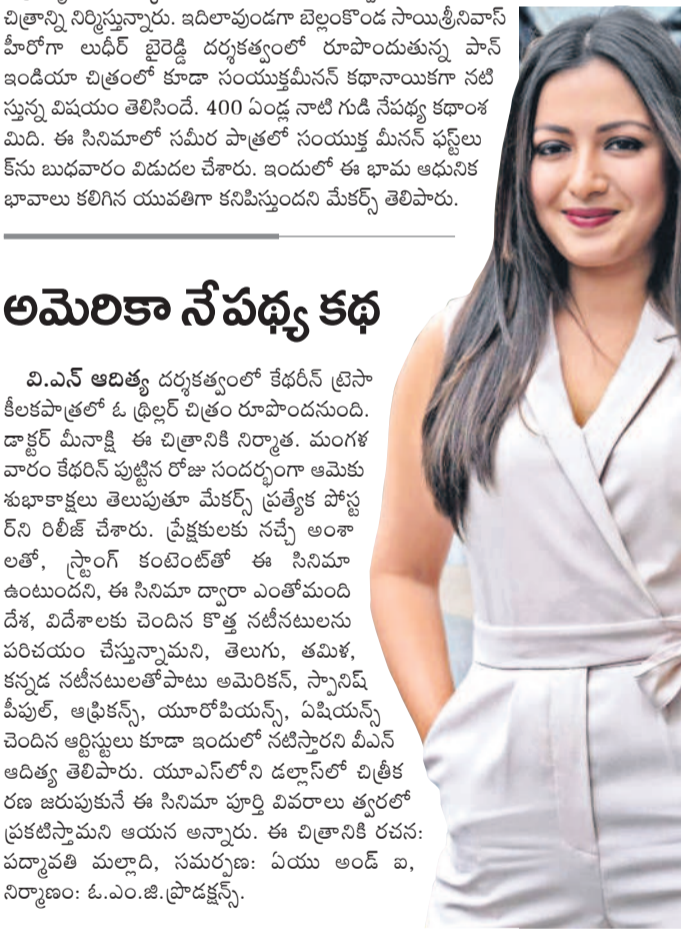 చిత్రాన్ని నిర్మిస్తున్నారు. ఇదిలావుండగా బెల్లంకొండ సాయిశ్రీనివాస్
హీరోగా లుధీర్ బైరెడ్డి దర్శకత్వంలో రూపొందుతున్న పాన్
ఇండియా చిత్రంలో కూడా సంయుక్తమీనన్ కథానాయికగా నటి
స్తున్న విషయం తెలిసిందే. 400 ఏండ్ల నాటి గుడి నేపథ్య కథాంశ
మిది. ఈ సినిమాలో సమీర పాత్రలో సంయుక్త మీనన్ ఫస్ట్‌లు
క్‌ను బుధవారం విడుదల చేశారు. ఇందులో ఈ భామ ఆధునిక
భావాలు కలిగిన యువతిగా కనిపిస్తుందని మేకర్స్ తెలిపారు.
అమెరికా నేపథ్య కథ
వి.ఎన్ ఆదిత్య దర్శకత్వంలో కేథరీన్ ట్రెసా
కీలకపాత్రలో ఓ థ్రిల్లర్ చిత్రం రూపొందనుంది.
డాక్టర్ మీనాక్షి ఈ చిత్రానికి నిర్మాత. మంగళ
వారం కేథరిన్ పుట్టిన రోజు సందర్భంగా ఆమెకు
శుభాకాక్షలు తెలుపుతూ మేకర్స్ ప్రత్యేక పోస్ట
ర్‌ని రిలీజ్ చేశారు. ప్రేక్షకులకు నచ్చే అంశా
లతో, స్ట్రాంగ్ కంటెంట్‌తో ఈ సినిమా
ఉంటుందని, ఈ సినిమా ద్వారా ఎంతోమంది
దేశ, విదేశాలకు చెందిన కొత్త నటీనటులను
పరిచయం చేస్తున్నామని, తెలుగు, తమిళ,
కన్నడ నటీనటులతోపాటు అమెరికన్, స్పానిష్
పీపుల్, ఆఫ్రికన్స్, యూరోపియన్స్, ఏషియన్స్
చెందిన ఆర్టిస్టులు కూడా ఇందులో నటిస్తారని వీఎన్
ఆదిత్య తెలిపారు. యూఎస్‌లోని డల్లాస్‌లో చిత్రీక
రణ జరుపుకునే ఈ సినిమా పూర్తి వివరాలు త్వరలో
ప్రకటిస్తామని ఆయన అన్నారు. ఈ చిత్రానికి రచన:
పద్మావతి మల్లాది, సమర్పణ: ఏయు అండ్ ఐ,
నిర్మాణం: ఓ.ఎం.జి.ప్రొడక్షన్స్.